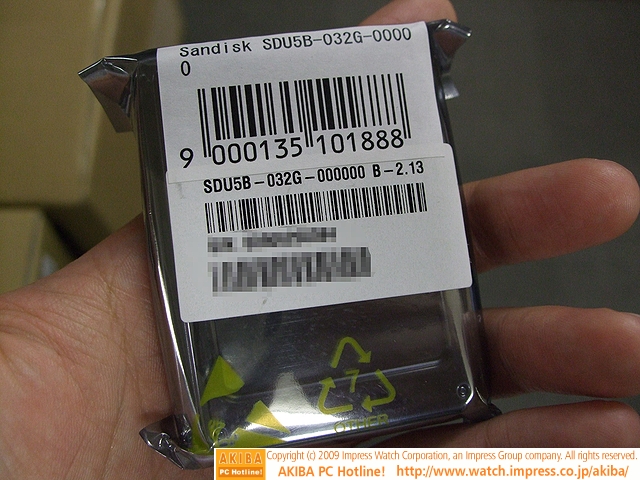 Sandisk SDU5B-032G-0000
0
9 000135 101888
SDU5B-032G-000000 B-2.13
7
OTHER
AKIBA
PC Hotline!
Copyright (c) 2009 Impress Watch Corporation, an Impress Group company. All rights reserved.
AKIBA PC Hotline! http://www.watch.impress.co.jp/akiba/